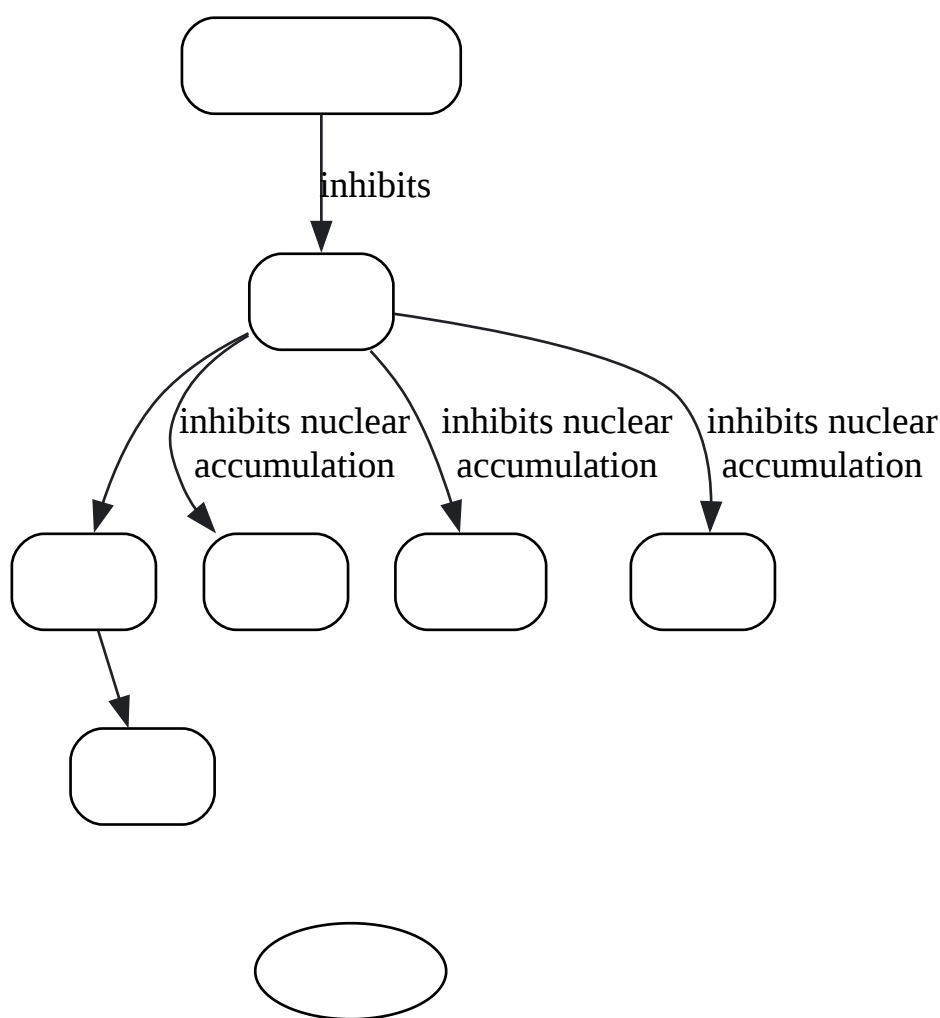 inhibits
inhibits nuclear
accumulation
inhibits nuclear
accumulation
inhibits nuclear
accumulation